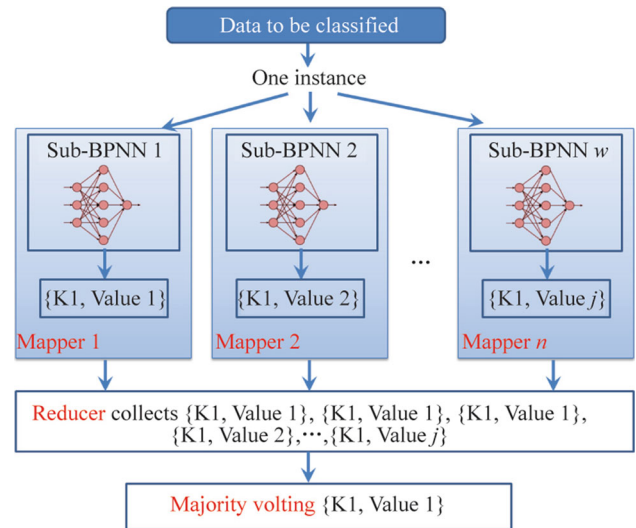 Data to be classified
One instance
Sub-BPNN 1
Sub-BPNN 2
Sub-BPNN w
...
{K1, Value 1}
{K1, Value 2}
{K1, Value j}
Mapper 1
Mapper 2
Mapper n
Reducer collects {K1, Value 1}, {K1, Value 1}, {K1, Value 1},
{K1, Value 2},···,{K1, Value j}
Majority volting {K1, Value 1}